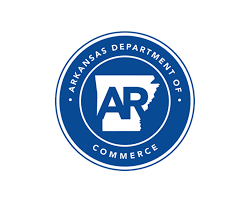 • ARKANSAS DEPARTMENT OF •
COMMERCE
AR